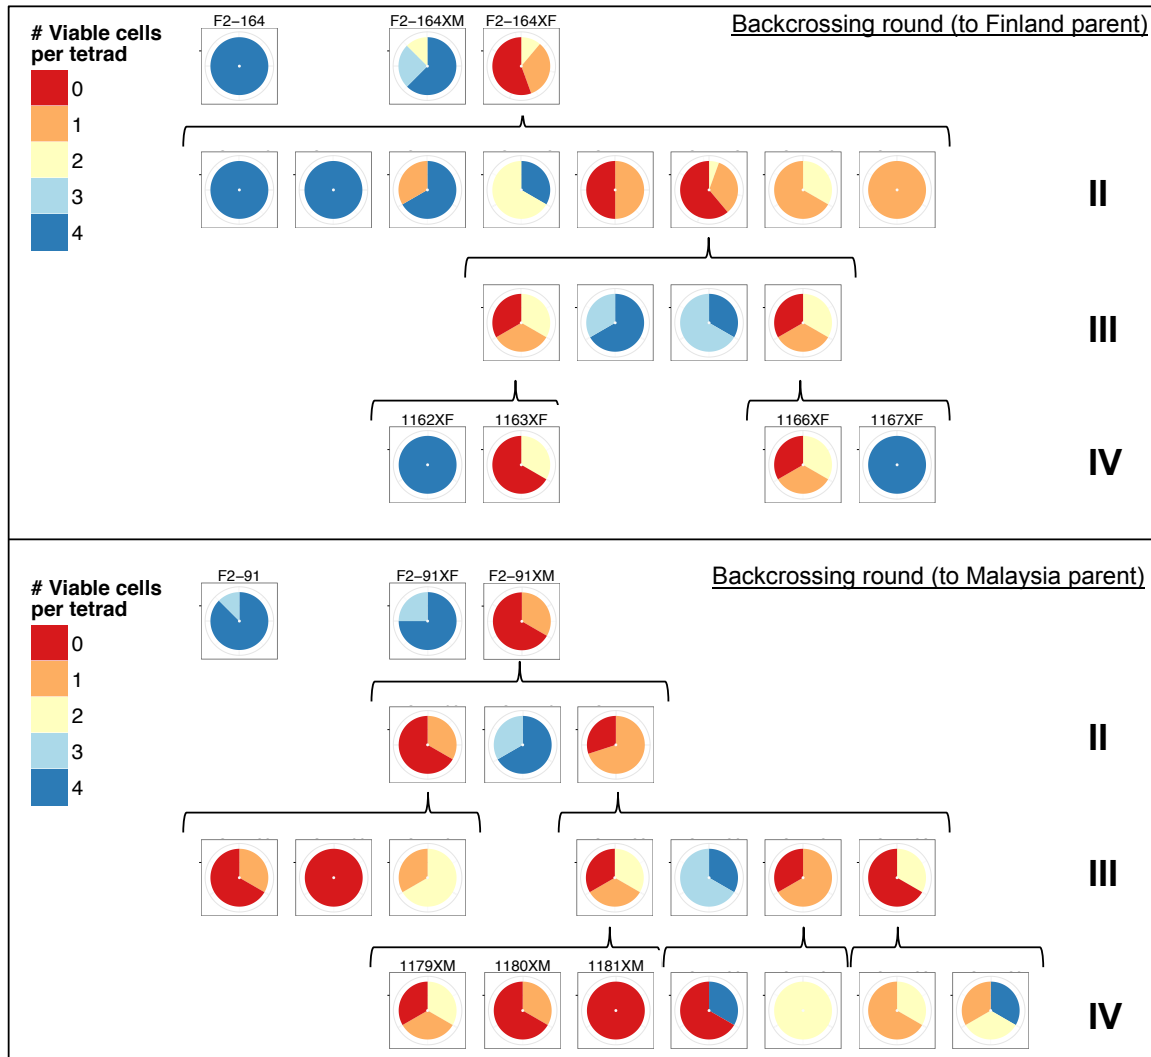 F2−164
F2−164XM
F2−164XF
Backcrossing round (to Finland parent)
# Viable cells
per tetrad
0
1
2
3
4
II
III
1162XF
1163XF
1166XF
1167XF
IV
F2−91
F2−91XF
F2−91XM
Backcrossing round (to Malaysia parent)
# Viable cells
per tetrad
0
1
2
3
4
II
III
1179XM
1180XM
1181XM
IV